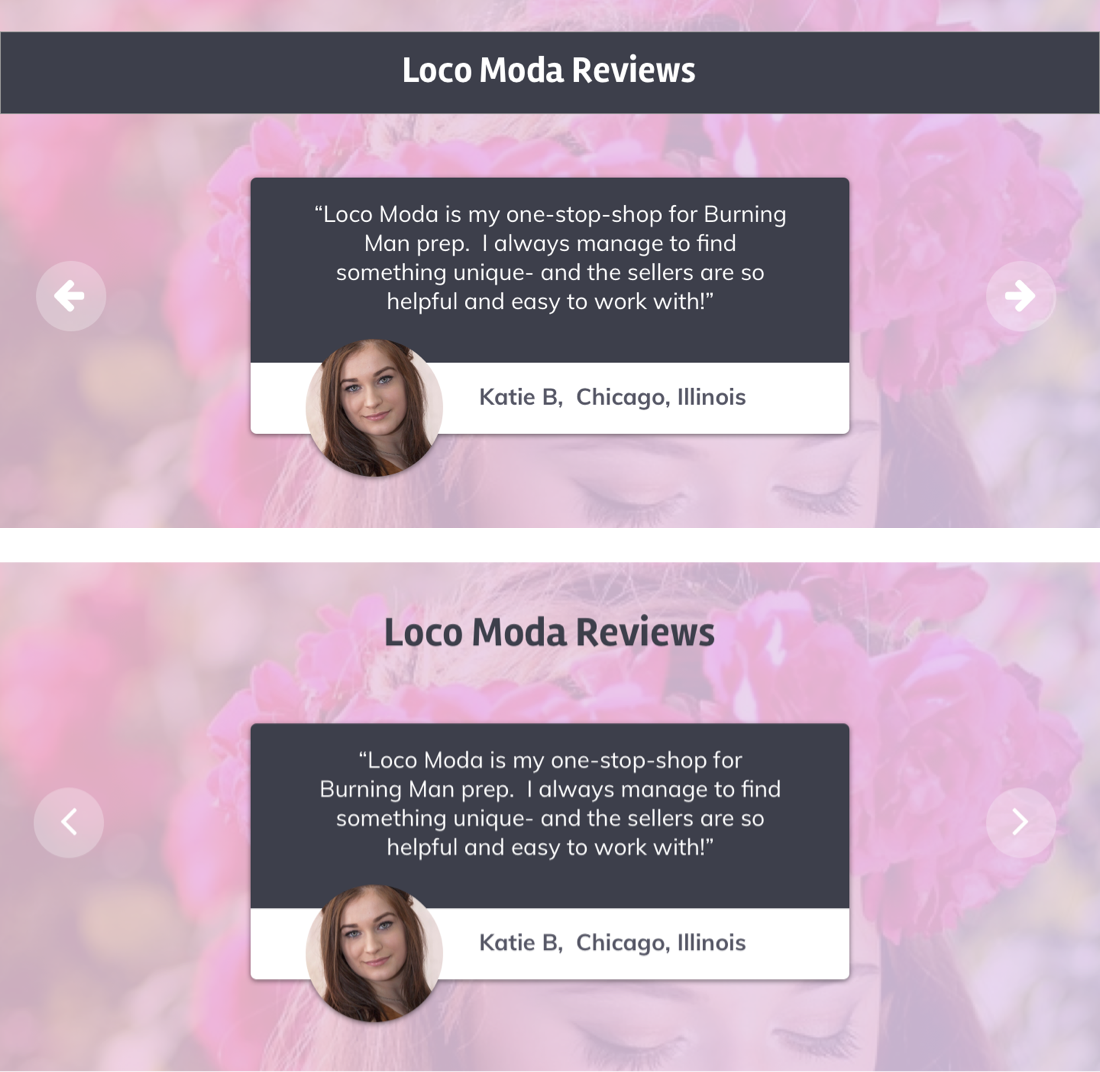 Loco Moda Reviews
“Loco Moda is my one-stop-shop for Burning
Man prep.  I always manage to find
something unique- and the sellers are so
helpful and easy to work with!”
Katie B,  Chicago, Illinois
Loco Moda Reviews
“Loco Moda is my one-stop-shop for
Burning Man prep.  I always manage to find
something unique- and the sellers are so
helpful and easy to work with!”
Katie B,  Chicago, Illinois